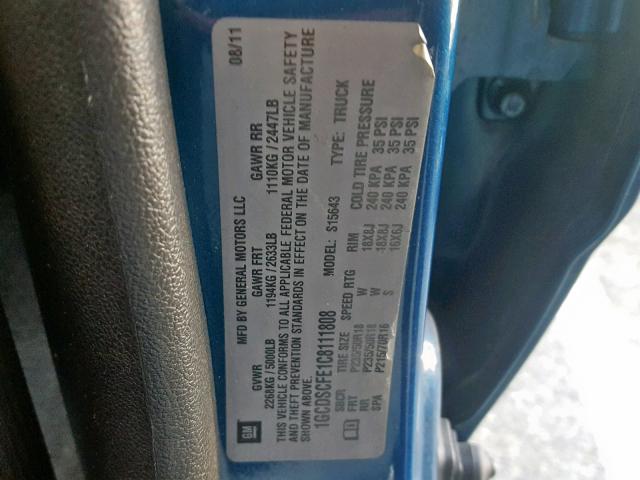 GM
MFD BY GENERAL MOTORS LLC
08/11
GVWR GAWR FRT GAWR RR
2268KG / 5000LB 1194KG / 2633LB 1110KG / 2447LB
THIS VEHICLE CONFORMS TO ALL APPLICABLE FEDERAL MOTOR VEHICLE SAFETY
AND THEFT PREVENTION STANDARDS IN EFFECT ON THE DATE OF MANUFACTURE
SHOWN ABOVE.
1GCDSCFE1C8111808 MODEL: S15643 TYPE: TRUCK
SBCR TIRE SIZE SPEED RTG RIM COLD TIRE PRESSURE
FRT P235/50R18 W 18X8J 240 KPA 35 PSI
RR P235/50R18 W 18X8J 240 KPA 35 PSI
SPA P215/70R16 S 16X6J 240 KPA 35 PSI